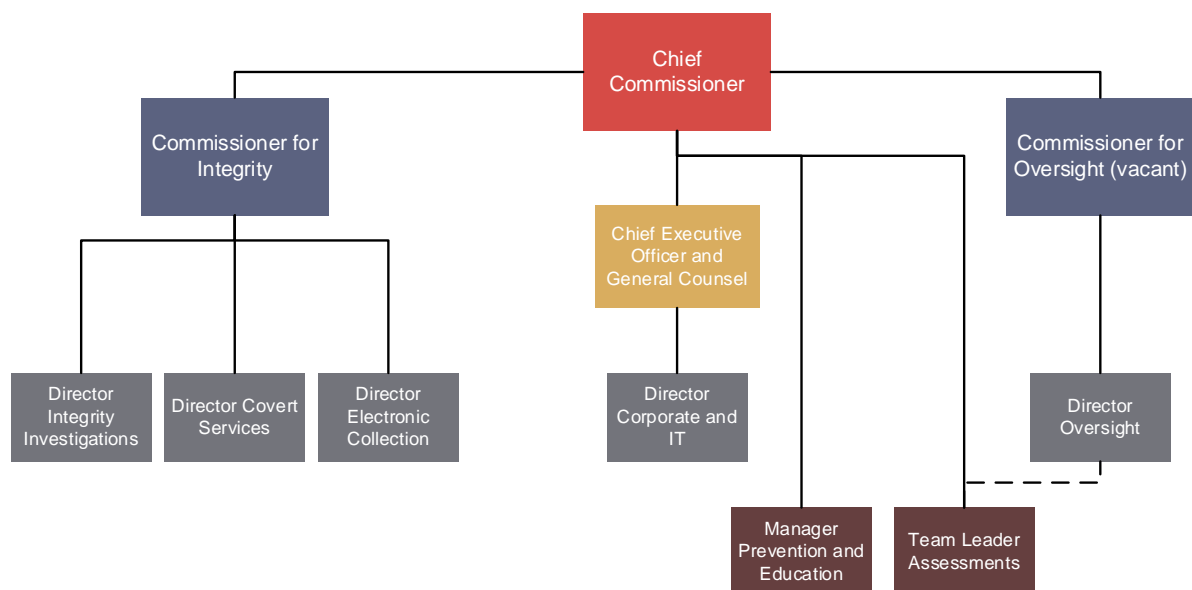 Chief
Commissioner
Commissioner for
Integrity
Commissioner for
Oversight (vacant)
Chief Executive
Officer and
General Counsel
Director
Integrity
Investigations
Director Covert
Services
Director
Electronic
Collection
Director
Corporate and
IT
Director
Oversight
Manager
Prevention and
Education
Team Leader
Assessments